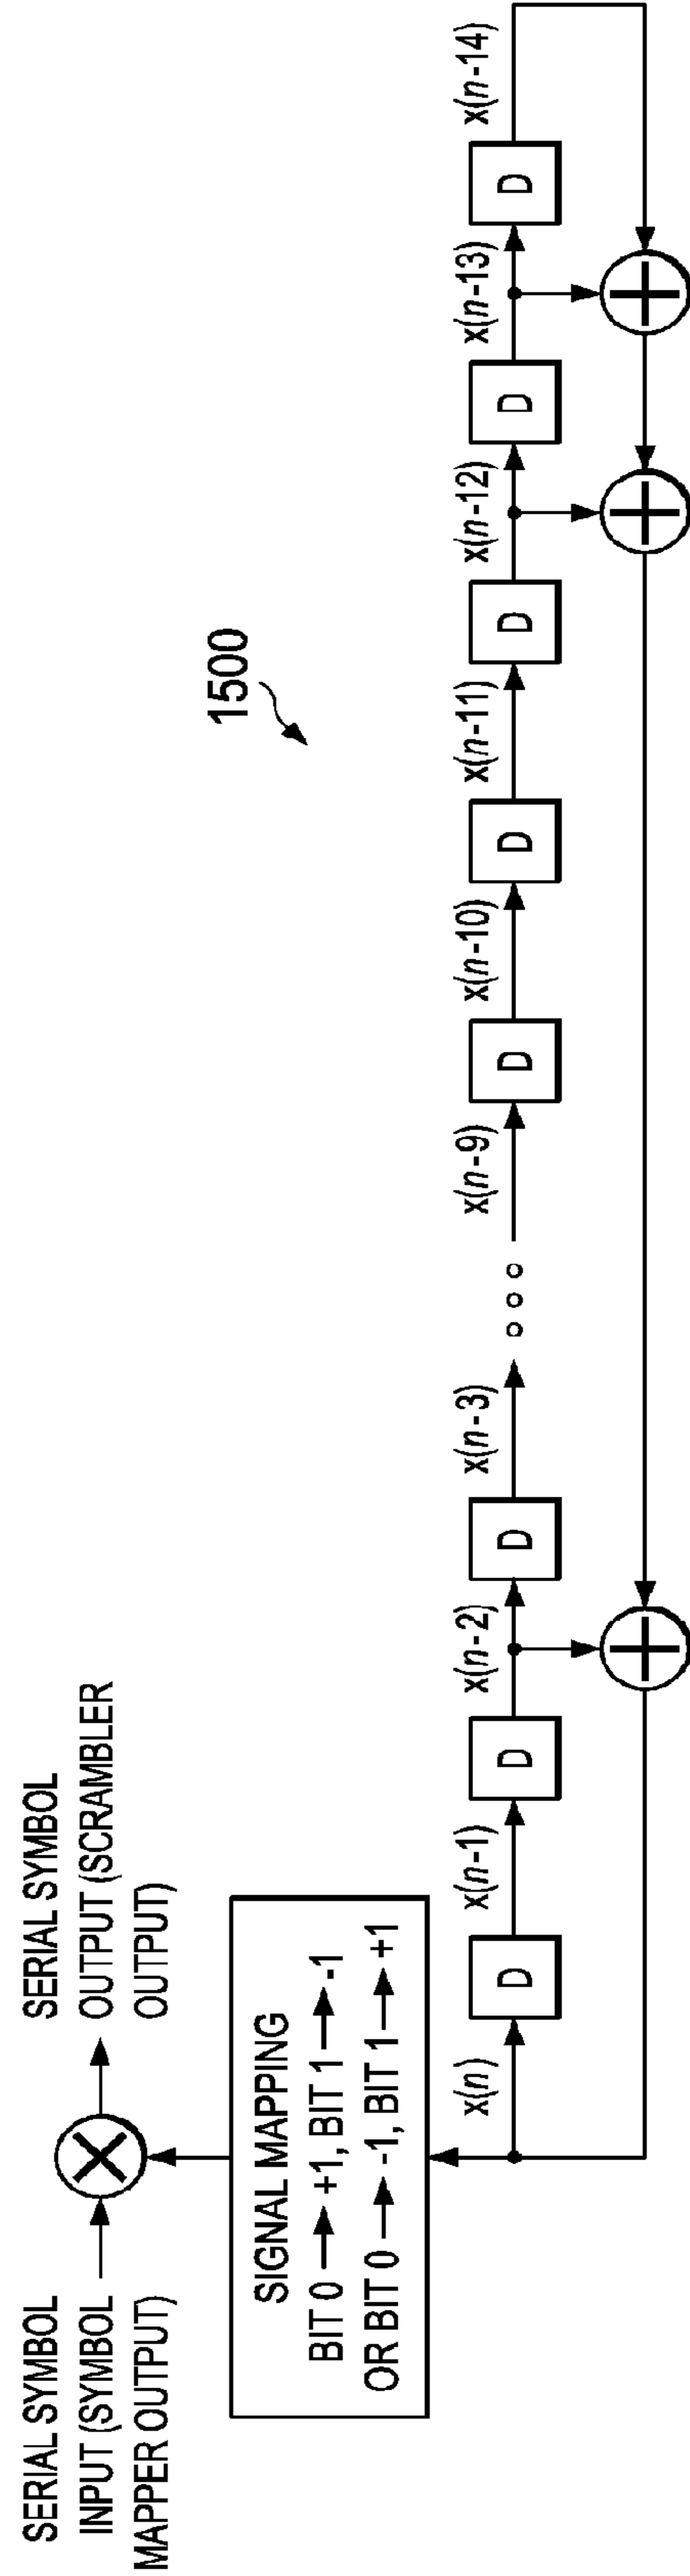 1500
SERIAL SYMBOL
INPUT (SYMBOL
MAPPER OUTPUT)
SERIAL SYMBOL
OUTPUT (SCRAMBLER
OUTPUT)
SIGNAL MAPPING
BIT 0 → +1, BIT 1 → -1
OR BIT 0 → -1, BIT 1 → +1
x(n)
D
x(n-1)
D
x(n-2)
D
x(n-3)
x(n-9)
D
x(n-10)
D
x(n-11)
D
x(n-12)
D
x(n-13)
D
x(n-14)